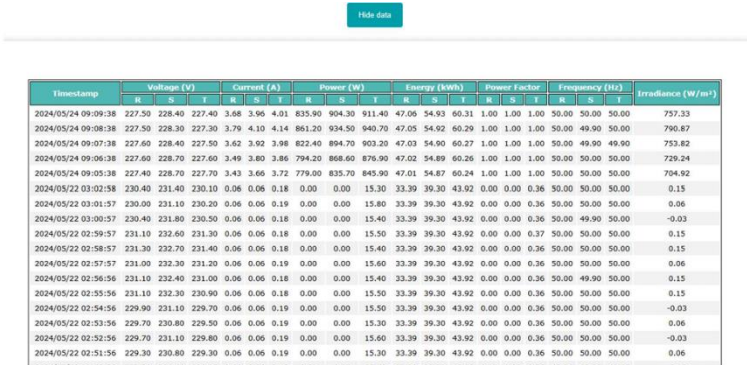 Hide data
Timestamp Voltage (V) Current (A) Power (W) Energy (kWh) Power Factor Frequency (Hz) Irradiance (W/m²)
R S T R S T R S T R S T R S T R S T
2024/05/24 09:09:38 227.50 228.40 227.40 3.68 3.96 4.01 835.90 904.30 911.40 47.06 54.93 60.31 1.00 1.00 1.00 50.00 50.00 50.00 757.33
2024/05/24 09:08:38 227.50 228.30 227.30 3.79 4.10 4.14 861.20 934.50 940.70 47.05 54.92 60.29 1.00 1.00 1.00 50.00 49.90 50.00 790.87
2024/05/24 09:07:38 227.60 228.40 227.50 3.62 3.92 3.98 822.40 894.70 903.20 47.03 54.90 60.27 1.00 1.00 1.00 50.00 49.90 49.90 753.82
2024/05/24 09:06:38 227.60 228.70 227.60 3.49 3.80 3.86 794.20 868.60 876.90 47.02 54.89 60.26 1.00 1.00 1.00 50.00 50.00 50.00 729.24
2024/05/24 09:05:38 227.40 228.70 227.70 3.43 3.66 3.72 779.00 835.70 845.90 47.01 54.87 60.24 1.00 1.00 1.00 50.00 50.00 50.00 704.92
2024/05/22 03:02:58 230.40 231.40 230.10 0.06 0.06 0.18 0.00 0.00 15.30 33.39 39.30 43.92 0.00 0.00 0.36 50.00 50.00 50.00 0.15
2024/05/22 03:01:57 230.00 231.10 230.20 0.06 0.06 0.19 0.00 0.00 15.80 33.39 39.30 43.92 0.00 0.00 0.36 50.00 50.00 50.00 0.06
2024/05/22 03:00:57 230.40 231.80 230.50 0.06 0.06 0.18 0.00 0.00 15.40 33.39 39.30 43.92 0.00 0.00 0.36 50.00 49.90 50.00 -0.03
2024/05/22 02:59:57 231.10 232.60 231.30 0.06 0.06 0.18 0.00 0.00 15.50 33.39 39.30 43.92 0.00 0.00 0.37 50.00 50.00 50.00 0.15
2024/05/22 02:58:57 231.30 232.70 231.40 0.06 0.06 0.18 0.00 0.00 15.40 33.39 39.30 43.92 0.00 0.00 0.36 50.00 50.00 50.00 0.15
2024/05/22 02:57:57 231.00 232.30 231.20 0.06 0.06 0.19 0.00 0.00 15.60 33.39 39.30 43.92 0.00 0.00 0.36 50.00 50.00 50.00 0.06
2024/05/22 02:56:56 231.10 232.40 231.00 0.06 0.06 0.18 0.00 0.00 15.40 33.39 39.30 43.92 0.00 0.00 0.36 50.00 49.90 50.00 0.15
2024/05/22 02:55:56 231.10 232.30 230.90 0.06 0.06 0.18 0.00 0.00 15.50 33.39 39.30 43.92 0.00 0.00 0.36 50.00 50.00 50.00 0.15
2024/05/22 02:54:56 229.90 231.10 229.70 0.06 0.06 0.19 0.00 0.00 15.50 33.39 39.30 43.92 0.00 0.00 0.36 50.00 50.00 50.00 -0.03
2024/05/22 02:53:56 229.70 230.80 229.50 0.06 0.06 0.19 0.00 0.00 15.30 33.39 39.30 43.92 0.00 0.00 0.36 50.00 50.00 50.00 0.06
2024/05/22 02:52:56 229.70 231.10 229.80 0.06 0.06 0.19 0.00 0.00 15.60 33.39 39.30 43.92 0.00 0.00 0.36 50.00 50.00 50.00 -0.03
2024/05/22 02:51:56 229.30 230.80 229.30 0.06 0.06 0.19 0.00 0.00 15.30 33.39 39.30 43.92 0.00 0.00 0.36 50.00 50.00 50.00 0.06